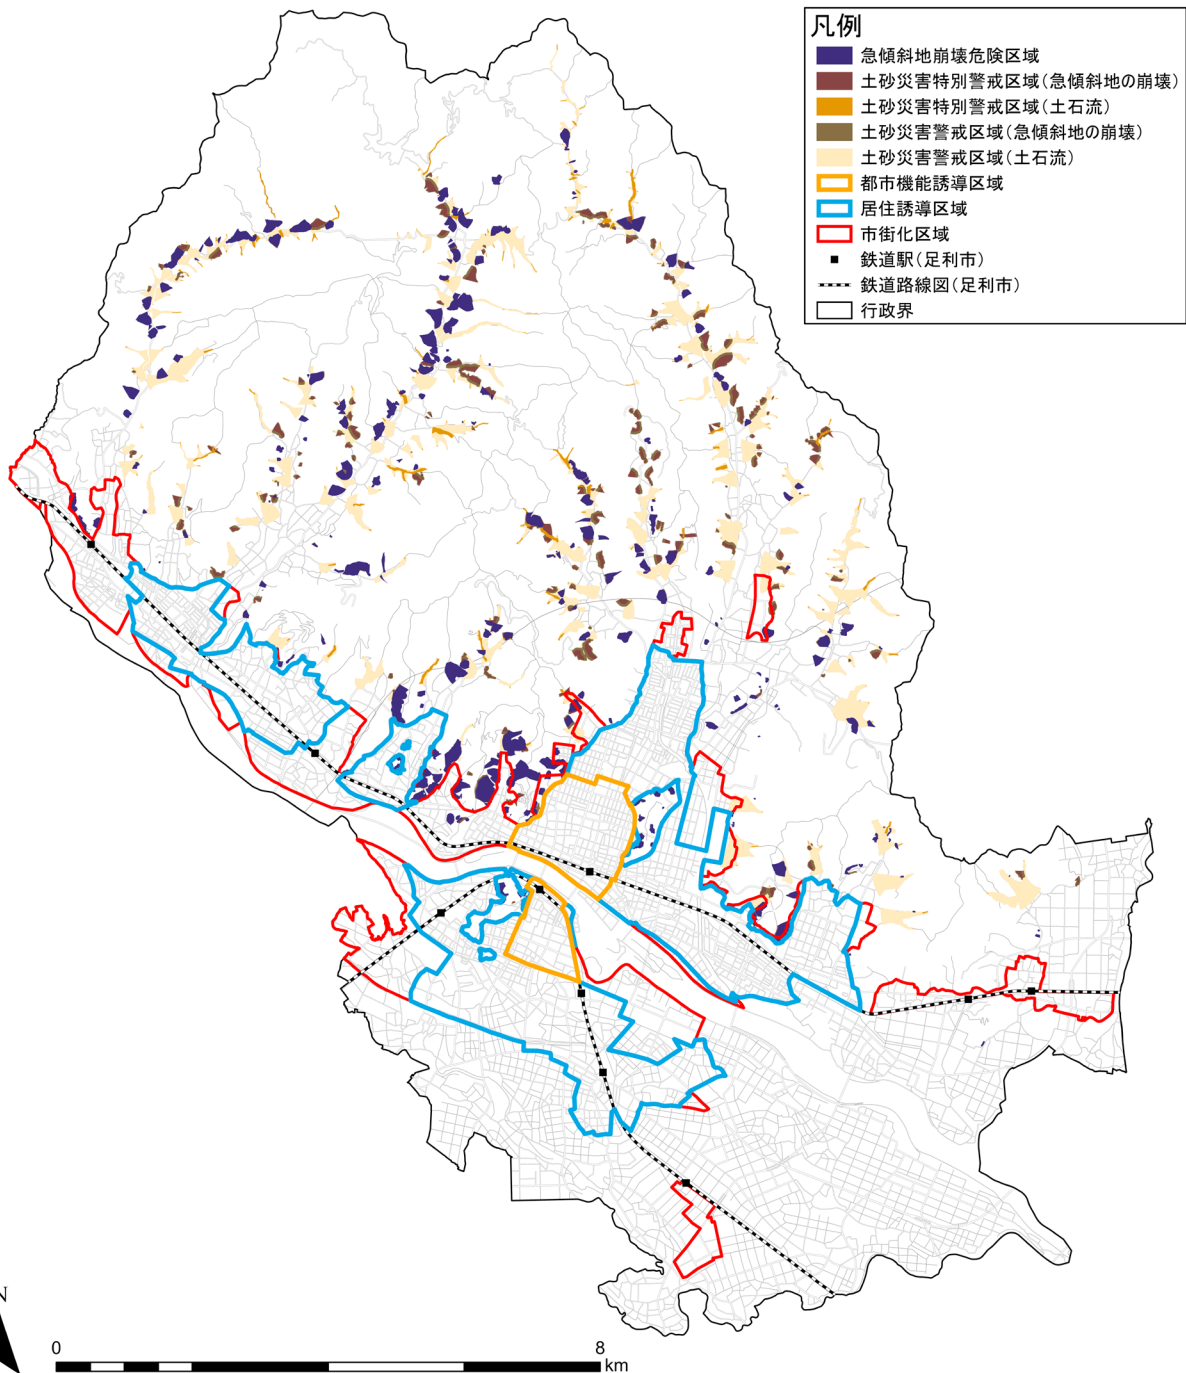 凡例
急傾斜地崩壊危険区域
土砂災害特別警戒区域(急傾斜地の崩壊)
土砂災害特別警戒区域(土石流)
土砂災害警戒区域(急傾斜地の崩壊)
土砂災害警戒区域(土石流)
都市機能誘導区域
居住誘導区域
市街化区域
鉄道駅(足利市)
鉄道路線図(足利市)
行政界
N
0 8
km